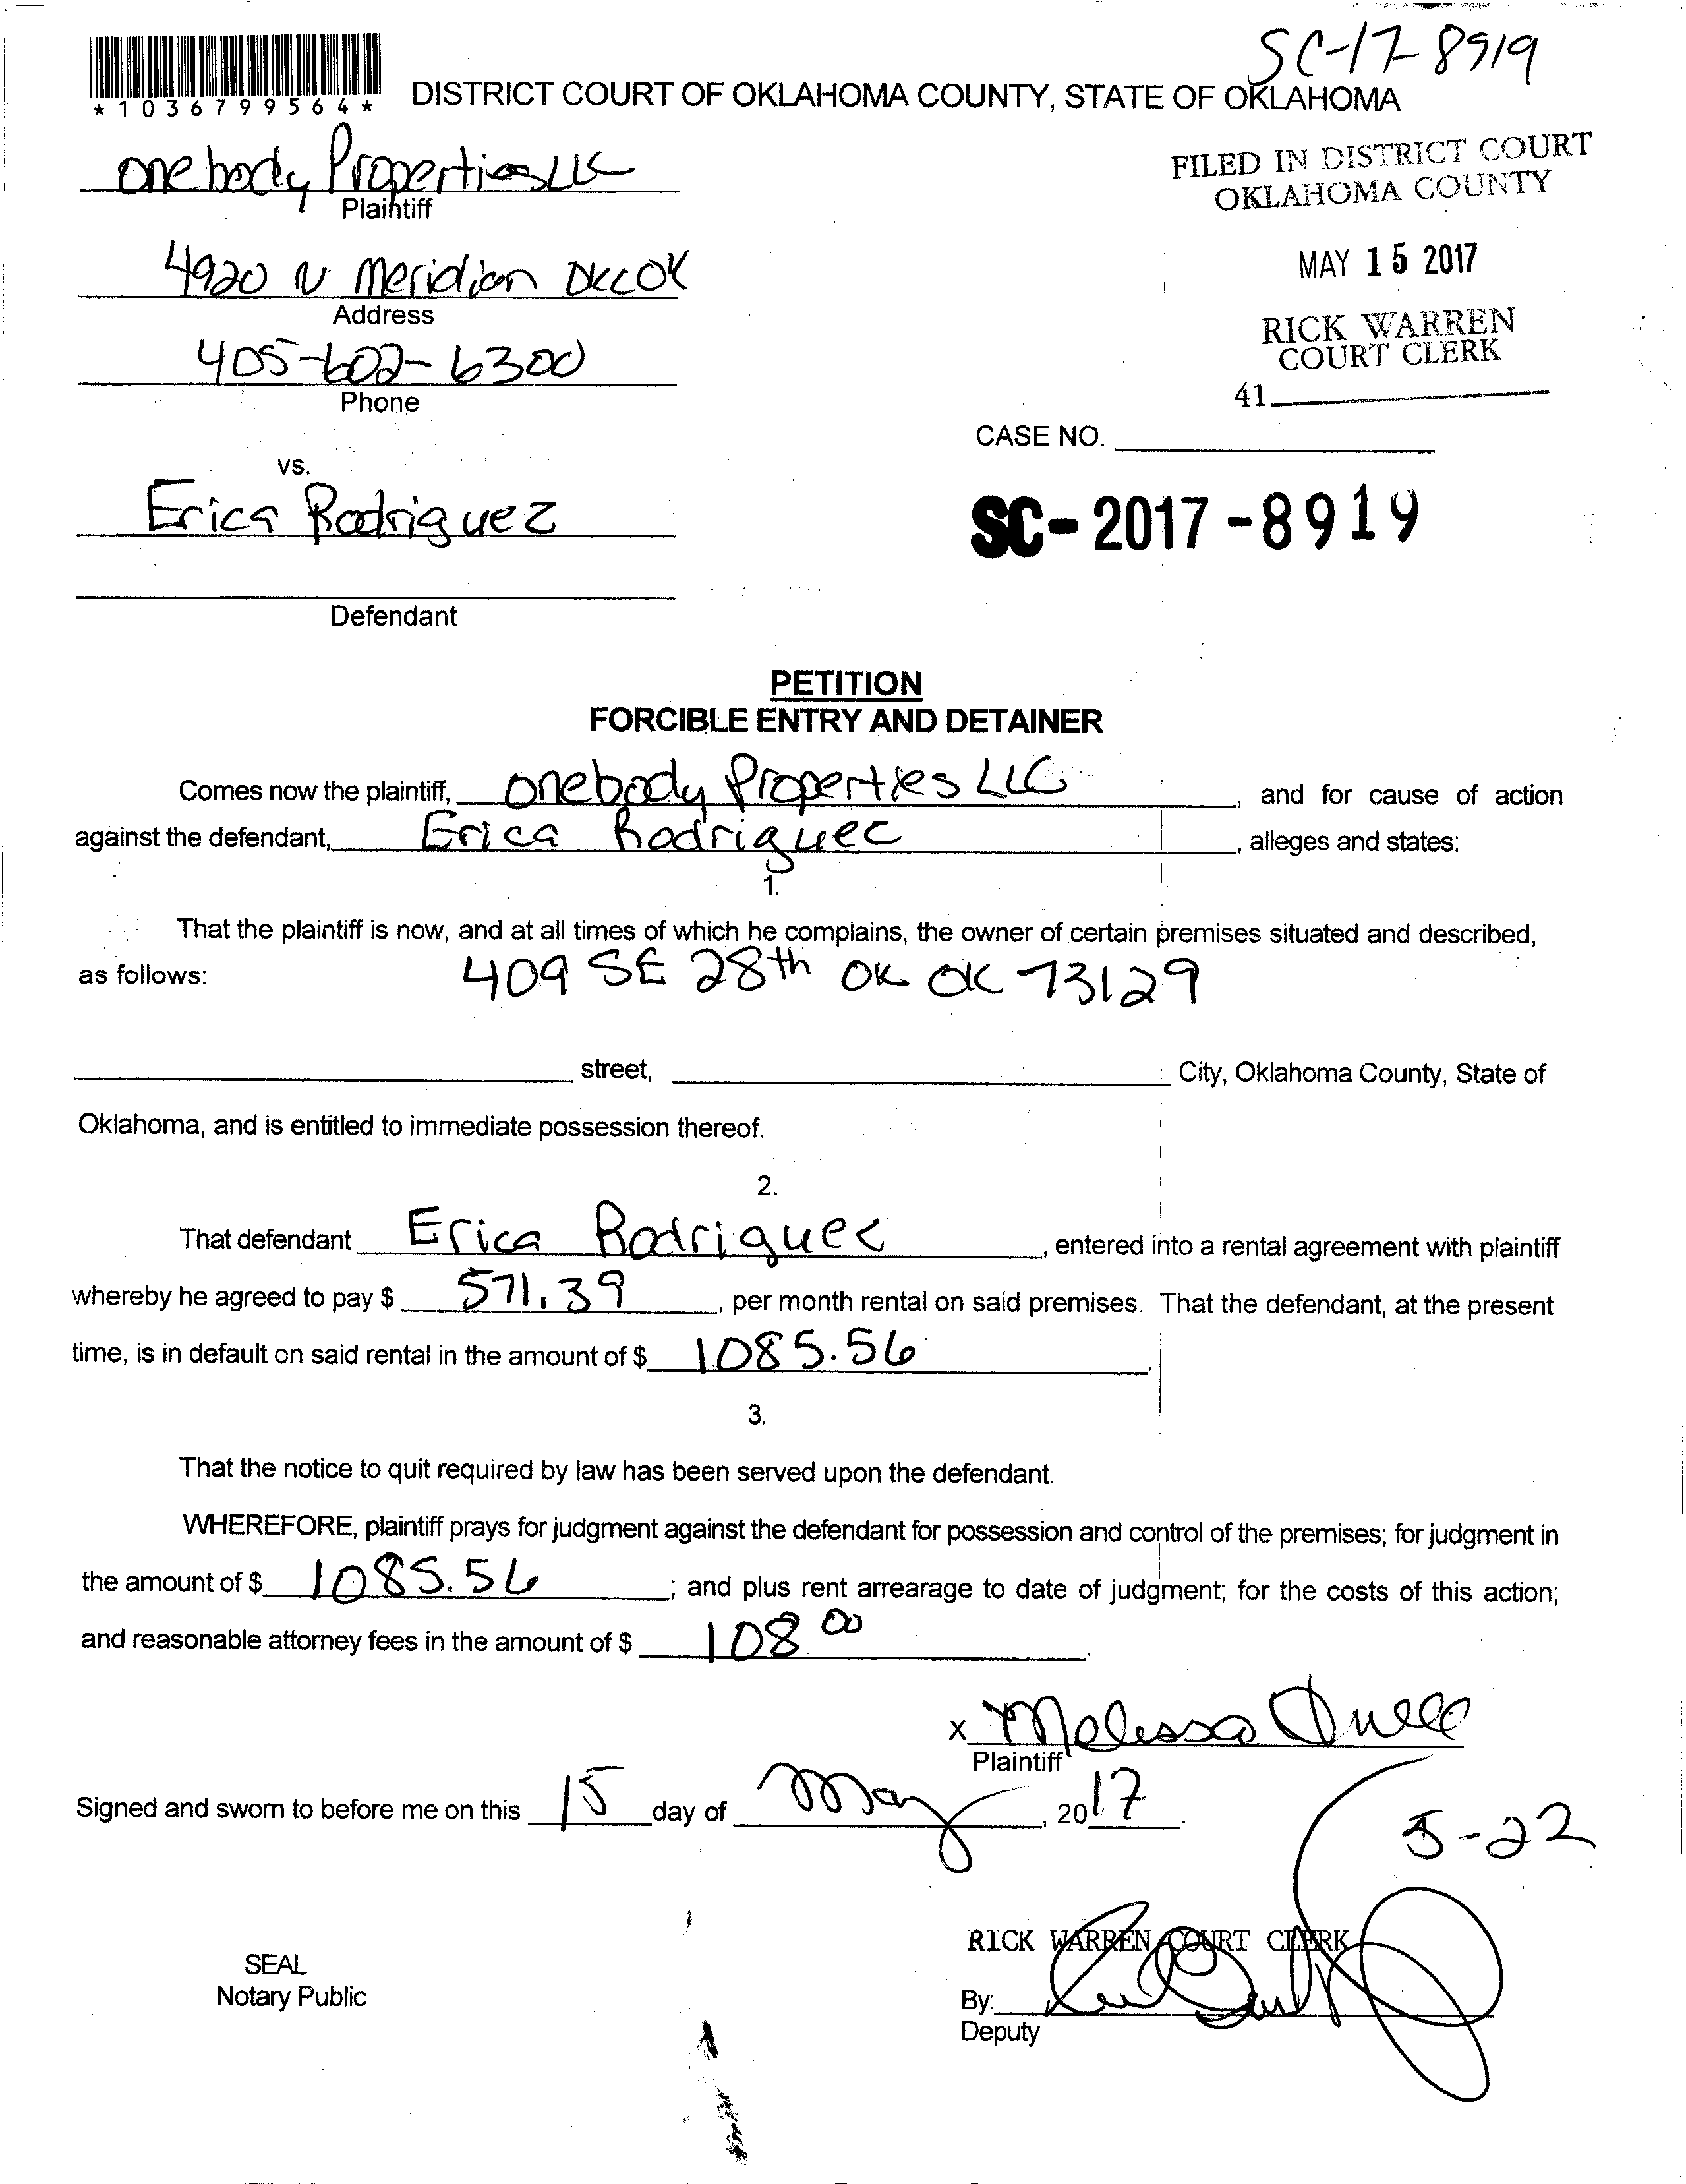 SC-17-8919
*1036799564*
DISTRICT COURT OF OKLAHOMA COUNTY, STATE OF OKLAHOMA
onebody Properties LLC
Plaintiff
FILED IN DISTRICT COURT
OKLAHOMA COUNTY
4920 N Meridian OKC OK
Address
MAY 15 2017
405-602-6300
Phone
RICK WARREN
COURT CLERK
41
CASE NO.
vs.
Erica Rodriguez
SC-2017-8919
Defendant
PETITION
FORCIBLE ENTRY AND DETAINER
Comes now the plaintiff, onebody Properties LLC, and for cause of action
against the defendant, Erica Rodriguez, alleges and states:
1.
That the plaintiff is now, and at all times of which he complains, the owner of certain premises situated and described,
as follows: 409 SE 28th OK OK 73129
street, City, Oklahoma County, State of
Oklahoma, and is entitled to immediate possession thereof.
2.
That defendant Erica Rodriguez, entered into a rental agreement with plaintiff
whereby he agreed to pay $ 571.39, per month rental on said premises. That the defendant, at the present
time, is in default on said rental in the amount of $ 1085.56.
3.
That the notice to quit required by law has been served upon the defendant.
WHEREFORE, plaintiff prays for judgment against the defendant for possession and control of the premises; for judgment in
the amount of $ 1085.56; and plus rent arrearage to date of judgment; for the costs of this action;
and reasonable attorney fees in the amount of $ 108 00.
x Melissa
Plaintiff
Signed and sworn to before me on this 15 day of May, 2017.
5-22
RICK WARREN COURT CLERK
SEAL
Notary Public
By:
Deputy